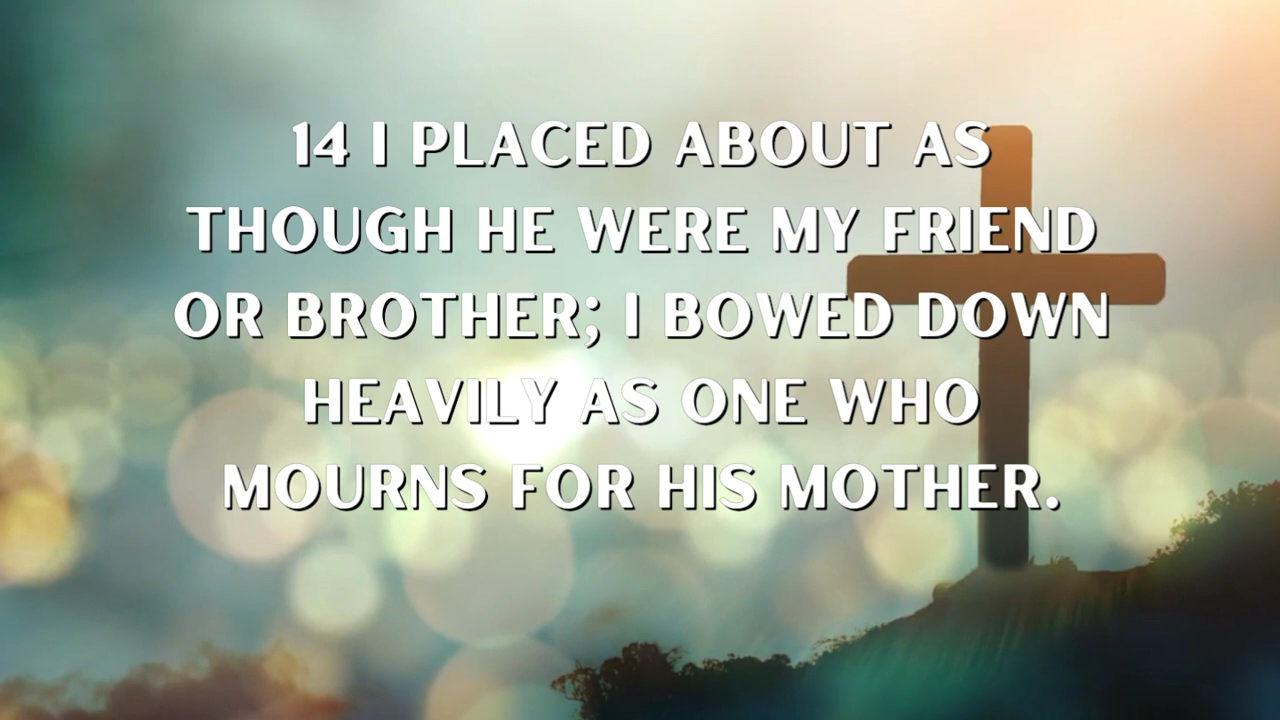 14 I PLACED ABOUT AS
THOUGH HE WERE MY FRIEND
OR BROTHER; I BOWED DOWN
HEAVILY AS ONE WHO
MOURNS FOR HIS MOTHER.